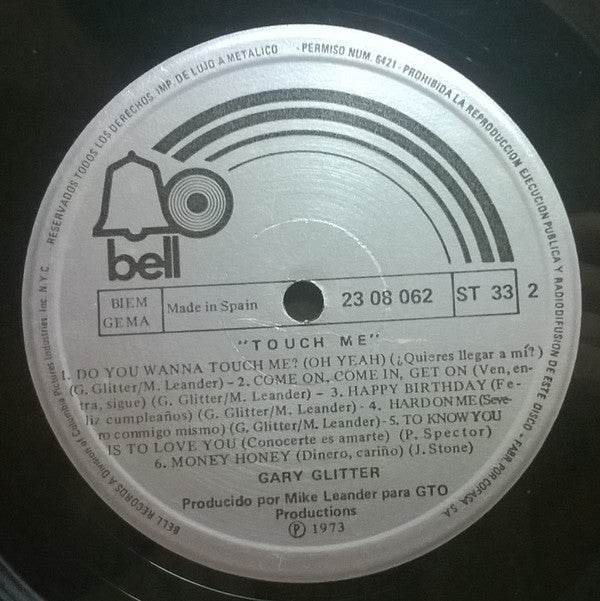 BELL RECORDS A Division of Columbia Pictures Industries Inc N.Y.C. RESERVADOS TODOS LOS DERECHOS. IMP. DE LUJO A METALICO · PERMISO NUM. 6421 · PROHIBIDA LA REPRODUCCION, EJECUCION PUBLICA Y RADIODIFUSION DE ESTE DISCO - FABR. POR COFASA, S.A.
bell
BIEM
GEMA
Made in Spain
23 08 062
ST 33
2
"TOUCH ME"
1. DO YOU WANNA TOUCH ME? (OH YEAH) (¿Quieres llegar a mí?)
(G. Glitter/M. Leander) - 2. COME ON, COME IN, GET ON (Ven, en-
tra, sigue) (G. Glitter/M. Leander) - 3. HAPPY BIRTHDAY (Fe-
liz cumpleaños) (G. Glitter/M. Leander) - 4. HARD ON ME (Seve-
ro conmigo mismo) (G. Glitter/M. Leander) - 5. TO KNOW YOU
IS TO LOVE YOU (Conocerte es amarte) (P. Spector)
6. MONEY HONEY (Dinero, cariño) (J. Stone)
GARY GLITTER
Producido por Mike Leander para GTO
Productions
Ⓟ 1973